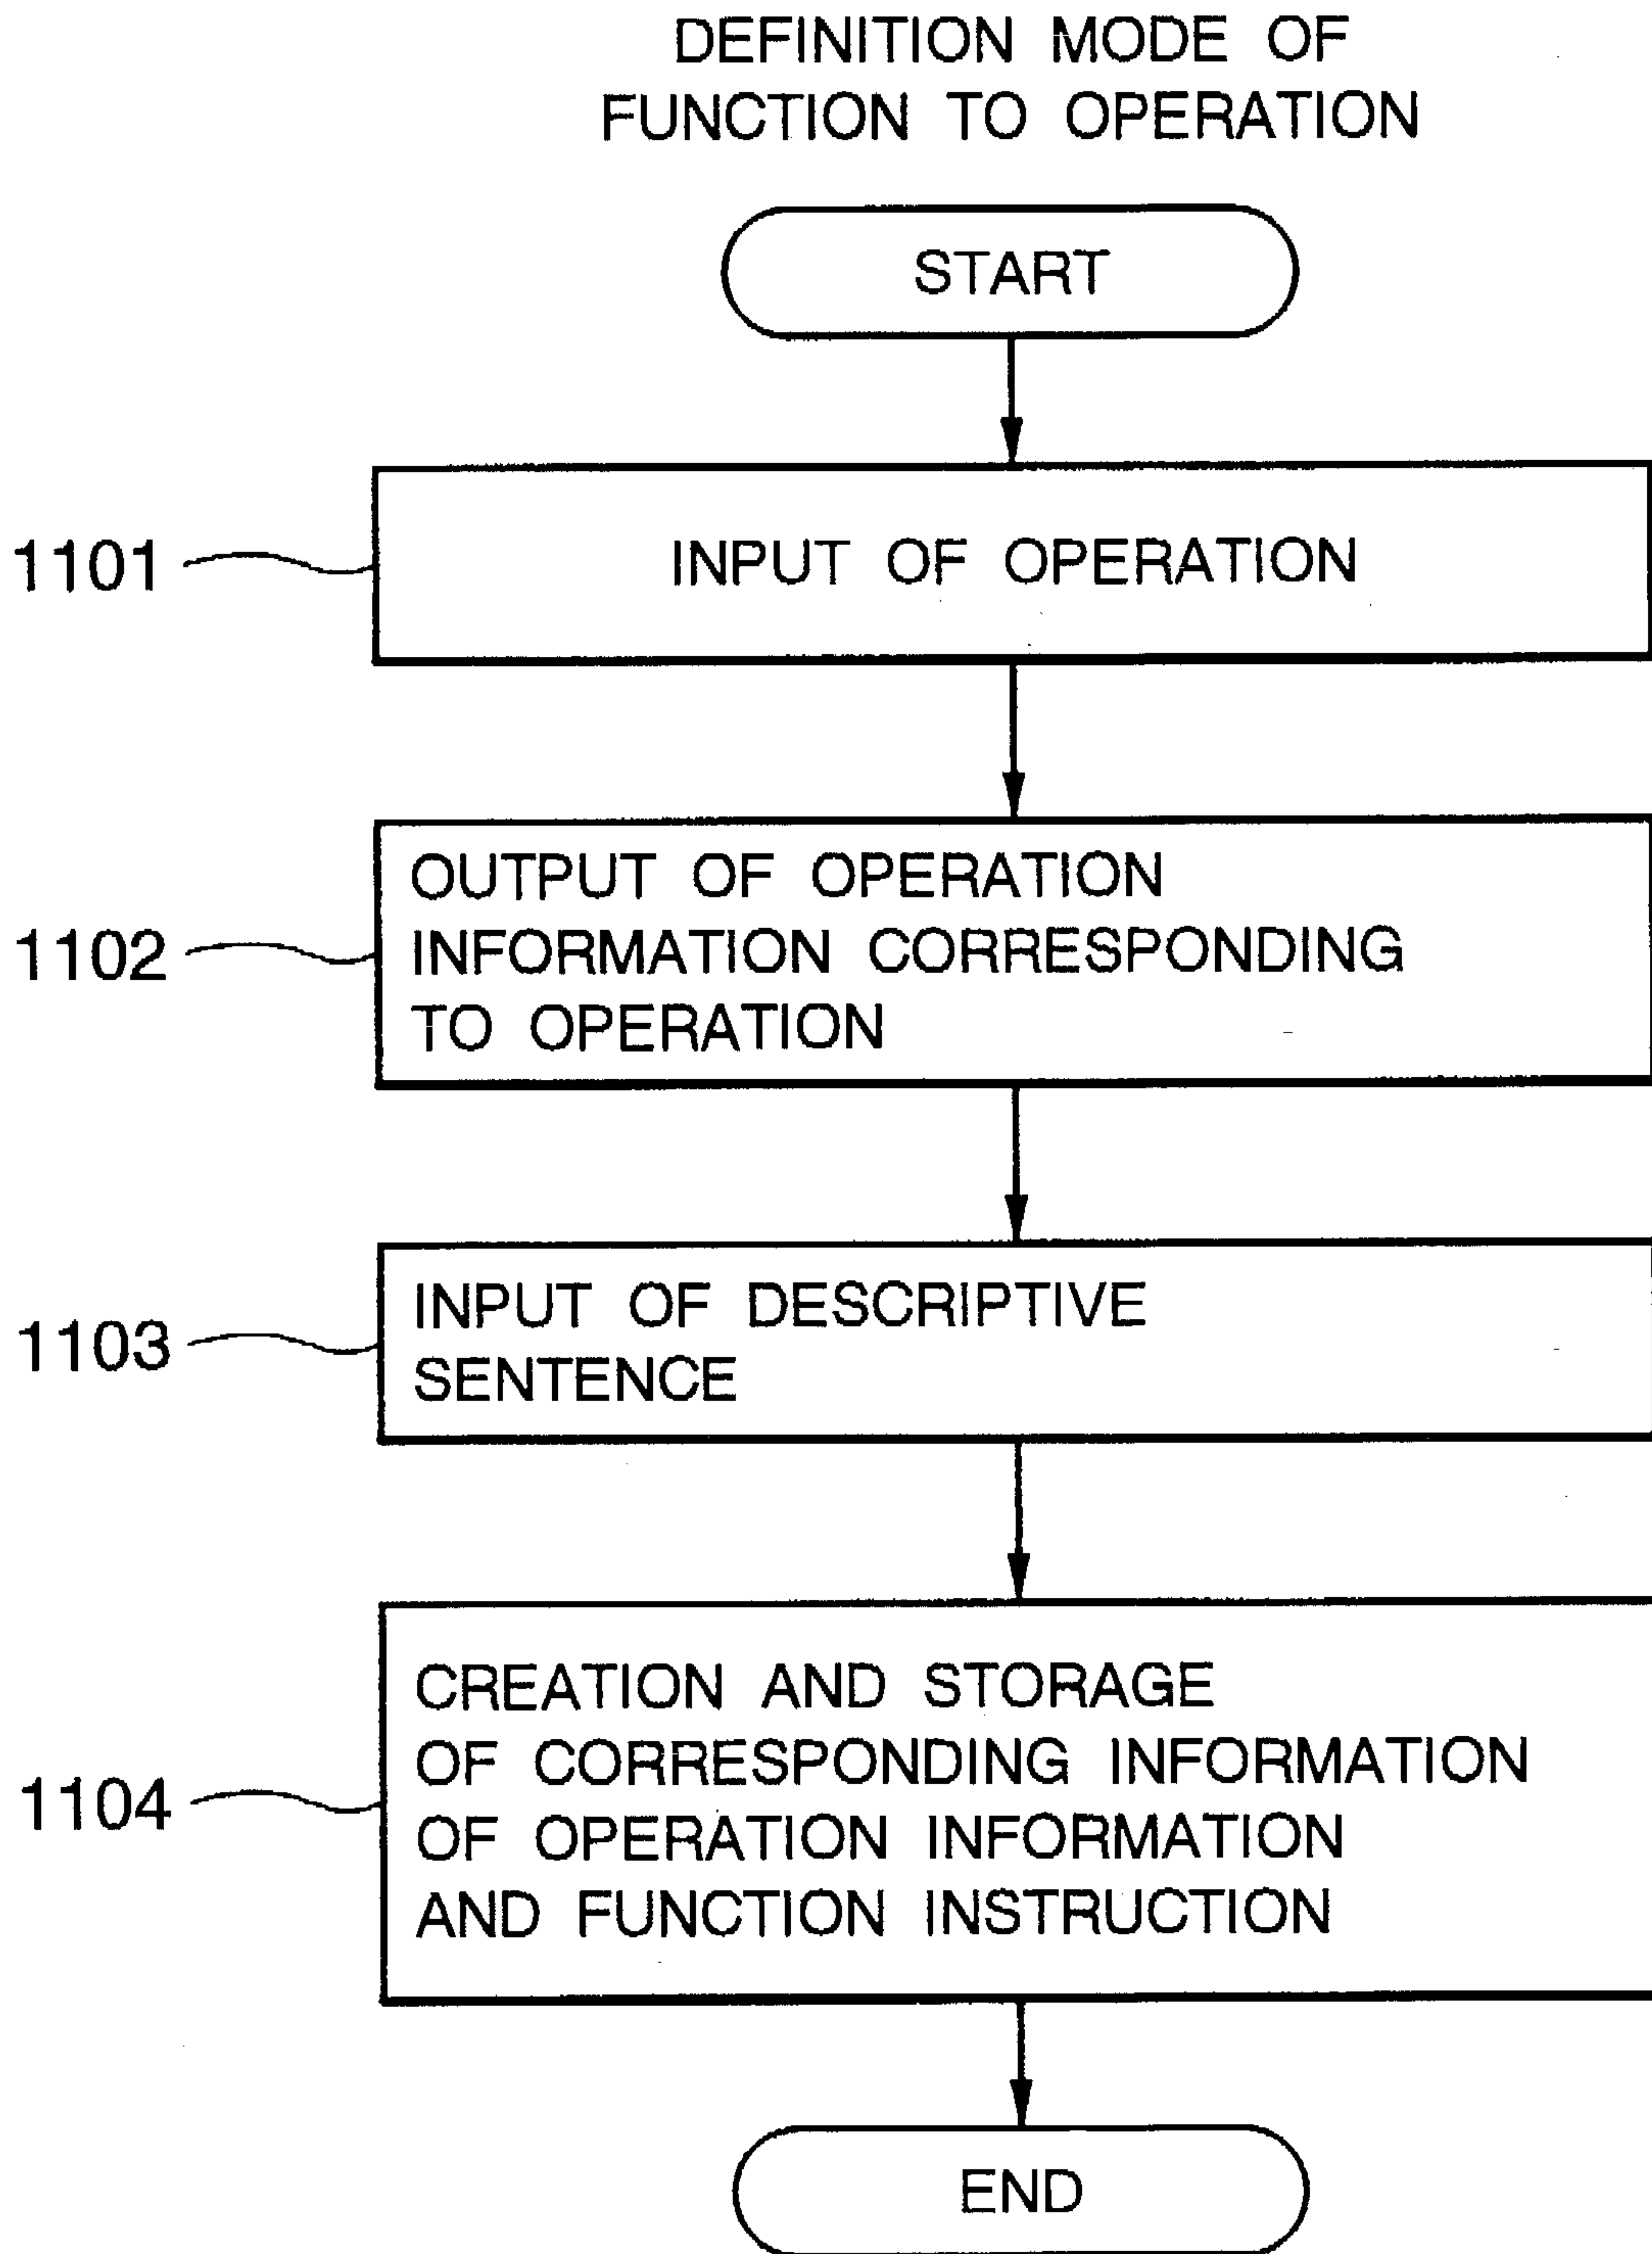 DEFINITION MODE OF
FUNCTION TO OPERATION
START
1101
INPUT OF OPERATION
1102
OUTPUT OF OPERATION
INFORMATION CORRESPONDING
TO OPERATION
1103
INPUT OF DESCRIPTIVE
SENTENCE
1104
CREATION AND STORAGE
OF CORRESPONDING INFORMATION
OF OPERATION INFORMATION
AND FUNCTION INSTRUCTION
END